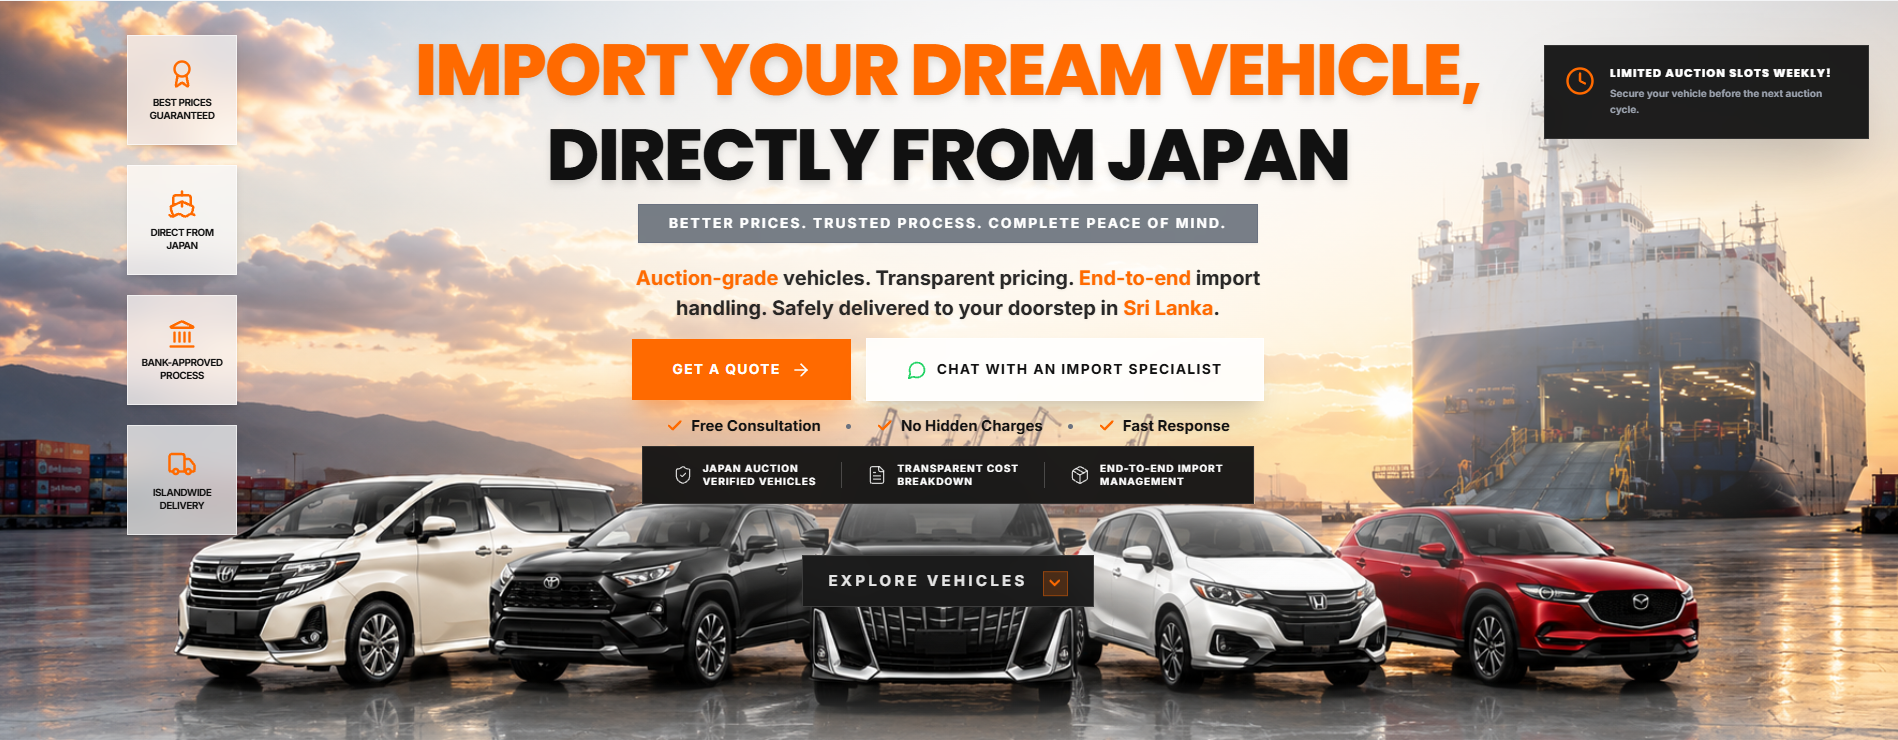 IMPORT YOUR DREAM VEHICLE,
DIRECTLY FROM JAPAN
BETTER PRICES. TRUSTED PROCESS. COMPLETE PEACE OF MIND.
Auction-grade vehicles. Transparent pricing. End-to-end import
handling. Safely delivered to your doorstep in Sri Lanka.
GET A QUOTE
CHAT WITH AN IMPORT SPECIALIST
Free Consultation • No Hidden Charges • Fast Response
JAPAN AUCTION
VERIFIED VEHICLES
TRANSPARENT COST
BREAKDOWN
END-TO-END IMPORT
MANAGEMENT
EXPLORE VEHICLES
BEST PRICES
GUARANTEED
DIRECT FROM
JAPAN
BANK-APPROVED
PROCESS
ISLANDWIDE
DELIVERY
LIMITED AUCTION SLOTS WEEKLY!
Secure your vehicle before the next auction
cycle.